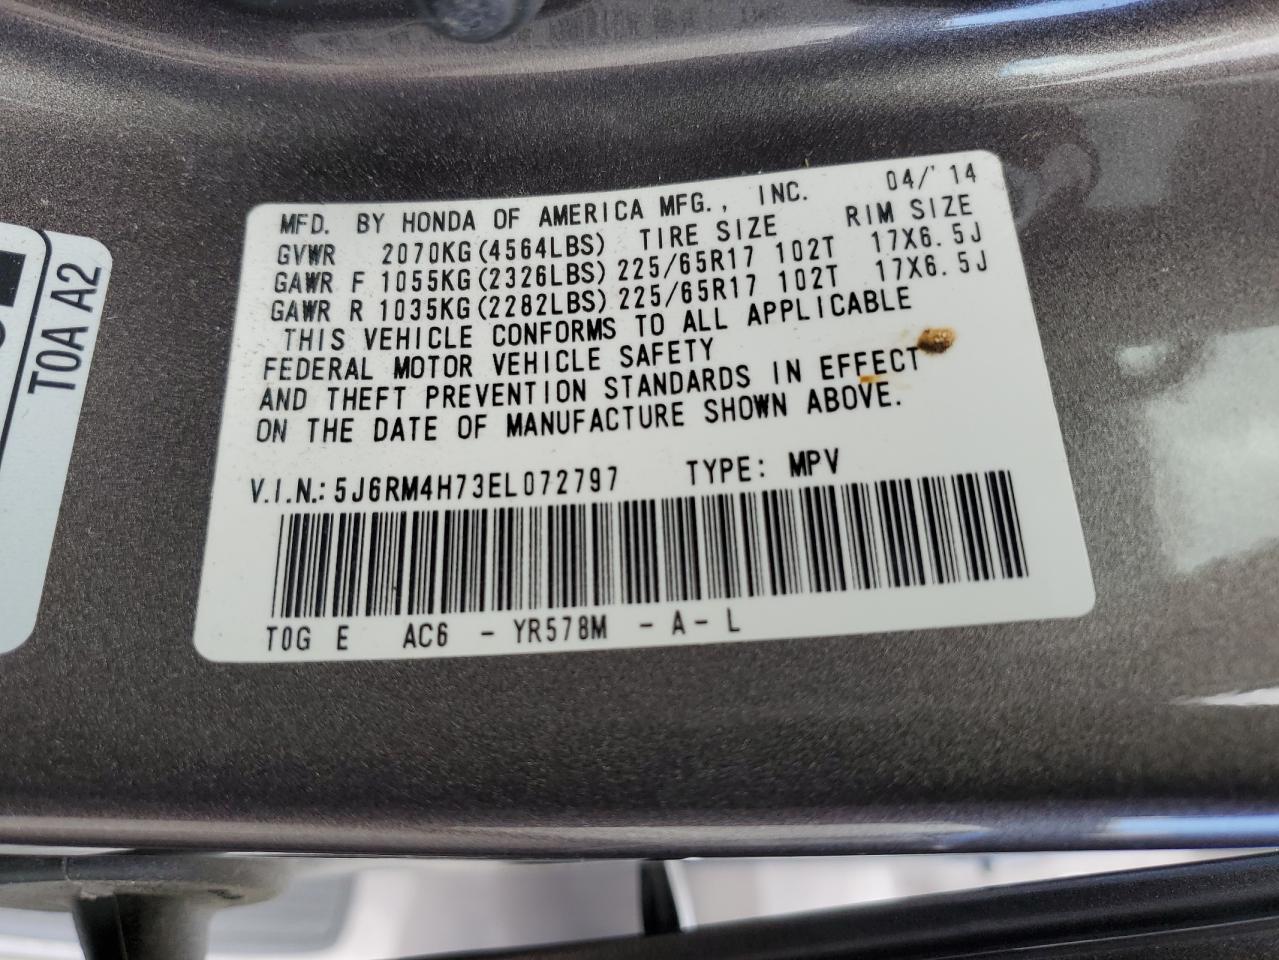 MFD. BY HONDA OF AMERICA MFG., INC. 04/'14
GVWR 2070KG(4564LBS) TIRE SIZE RIM SIZE
GAWR F 1055KG(2326LBS) 225/65R17 102T 17X6.5J
GAWR R 1035KG(2282LBS) 225/65R17 102T 17X6.5J
THIS VEHICLE CONFORMS TO ALL APPLICABLE
FEDERAL MOTOR VEHICLE SAFETY
AND THEFT PREVENTION STANDARDS IN EFFECT
ON THE DATE OF MANUFACTURE SHOWN ABOVE.
V.I.N.: 5J6RM4H73EL072797 TYPE: MPV
T0G E AC6 - YR578M - A - L
T0A A2